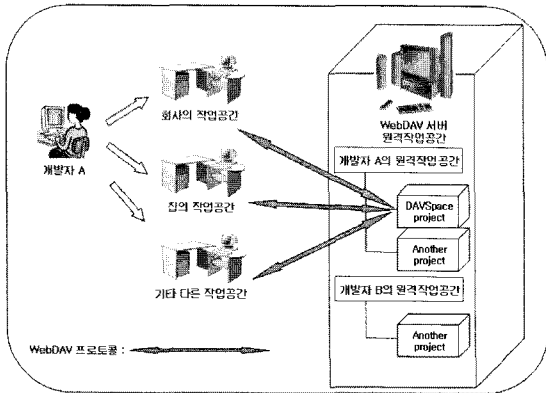 회사의 작업공간
WebDAV 서버
원격작업공간
개발자 A
개발자 A의 원격작업공간
집의 작업공간
DAVSpace
project
Another
project
기타 다른 작업공간
개발자 B의 원격작업공간
Another
project
WebDAV 프로토콜 :